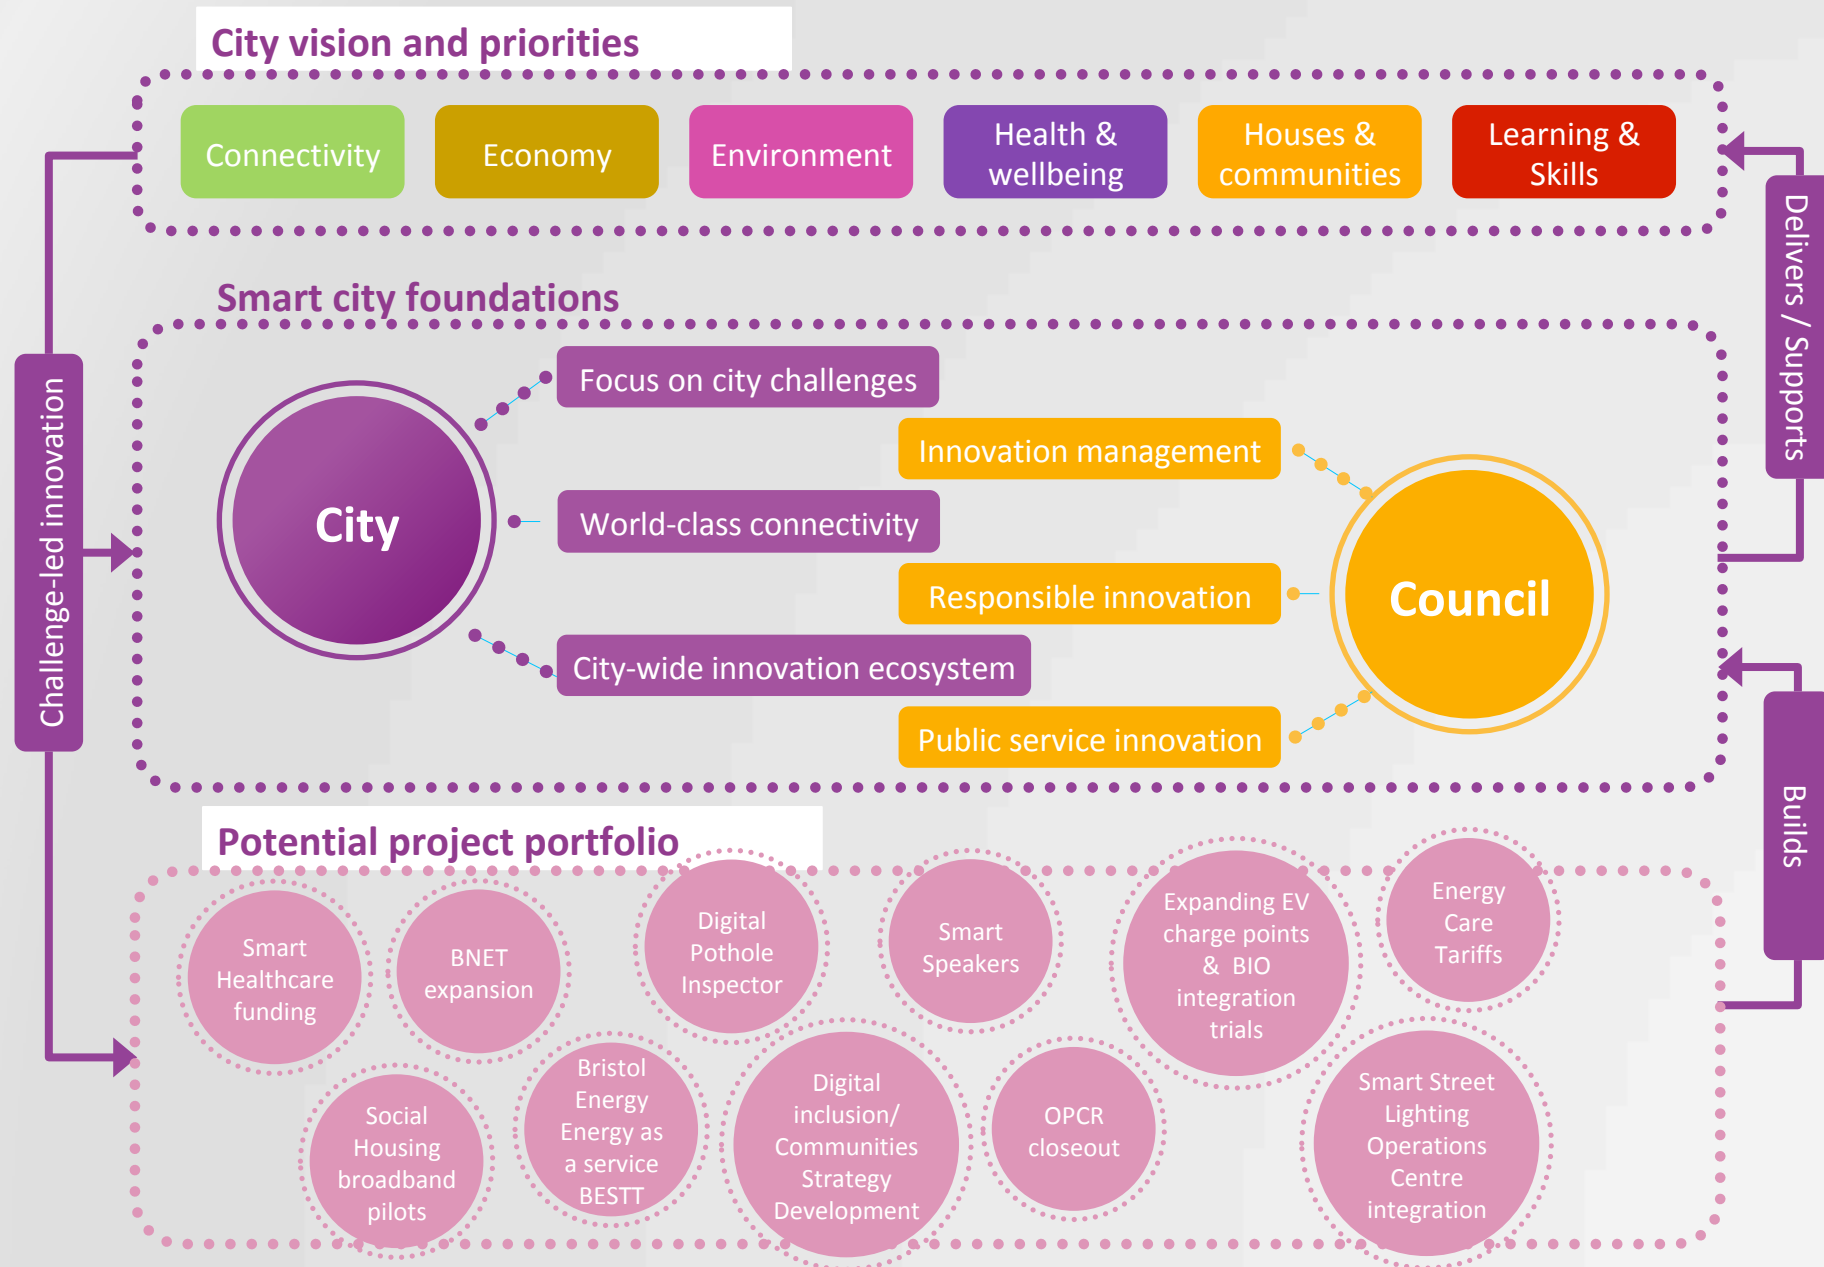 City vision and priorities
Connectivity
Economy
Environment
Health &
wellbeing
Houses &
communities
Learning &
Skills
Delivers / Supports
Smart city foundations
Challenge-led innovation
City
Focus on city challenges
World-class connectivity
City-wide innovation ecosystem
Innovation management
Responsible innovation
Public service innovation
Council
Builds
Potential project portfolio
Smart
Healthcare
funding
BNET
expansion
Digital
Pothole
Inspector
Smart
Speakers
Expanding EV
charge points
& BIO
integration
trials
Energy
Care
Tariffs
Social
Housing
broadband
pilots
Bristol
Energy
Energy as
a service
BESTT
Digital
inclusion/
Communities
Strategy
Development
OPCR
closeout
Smart Street
Lighting
Operations
Centre
integration